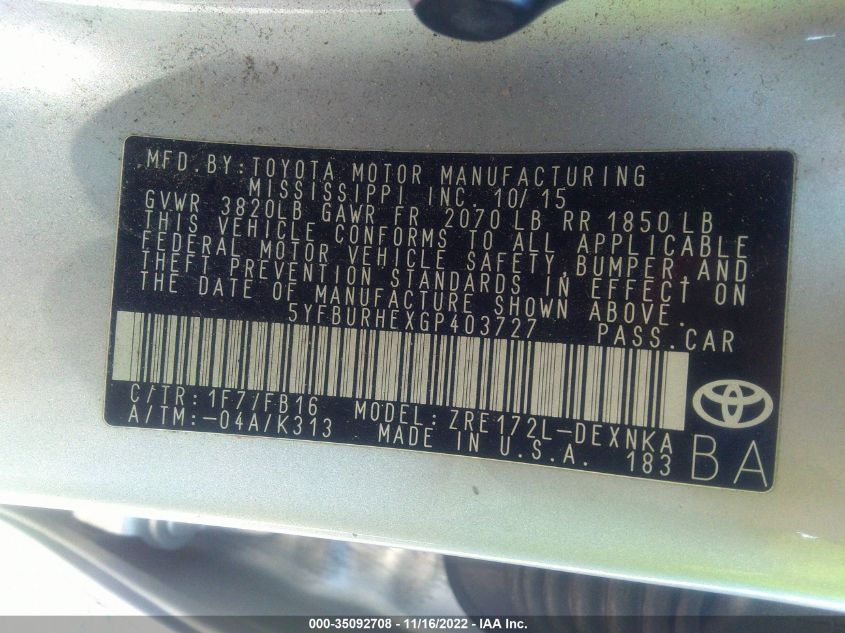 MFD.BY:TOYOTA MOTOR MANUFACTURING
MISSISSIPPI INC. 10/15
GVWR 3820LB GAWR FR 2070 LB RR 1850 LB
THIS VEHICLE CONFORMS TO ALL APPLICABLE
FEDERAL MOTOR VEHICLE SAFETY,BUMPER AND
THEFT PREVENTION STANDARDS IN EFFECT ON
THE DATE OF MANUFACTURE SHOWN ABOVE.
5YFBURHEXGP403727 PASS.CAR
C/TR:1F7/FB16 MODEL:ZRE172L-DEXNKA
A/TM:-04A/K313 MADE IN U.S.A. 183
BA
000-35092708 - 11/16/2022 - IAA Inc.